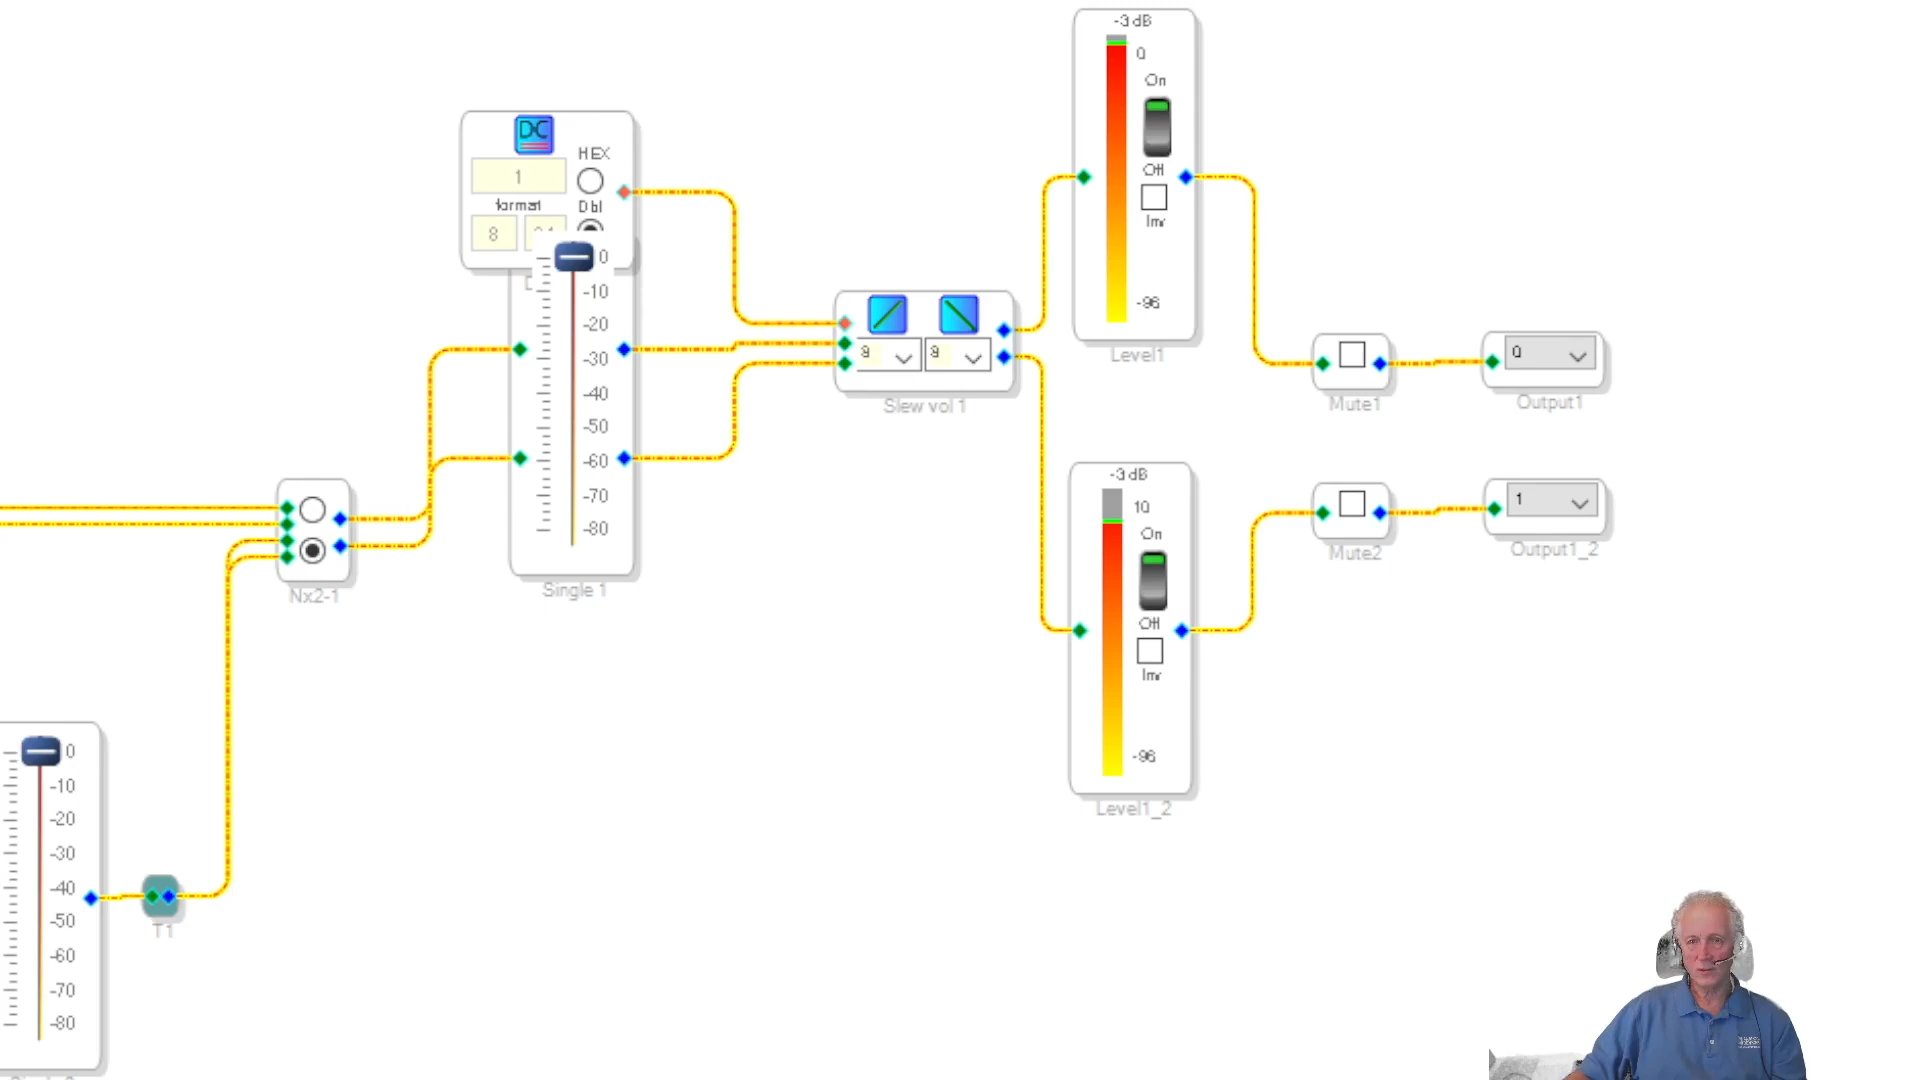 -3 dB
0
On
Off
Inv
-96
Level1
DC
HEX
1
format
Dbl
8
0
-10
-20
-30
-40
-50
-60
-70
-80
Single 1
9
9
Slew vol 1
Mute1
0
Output1
-3 dB
10
On
Off
Inv
-96
Level1_2
Mute2
1
Output1_2
Nx2-1
0
-10
-20
-30
-40
-50
-60
-70
-80
T1